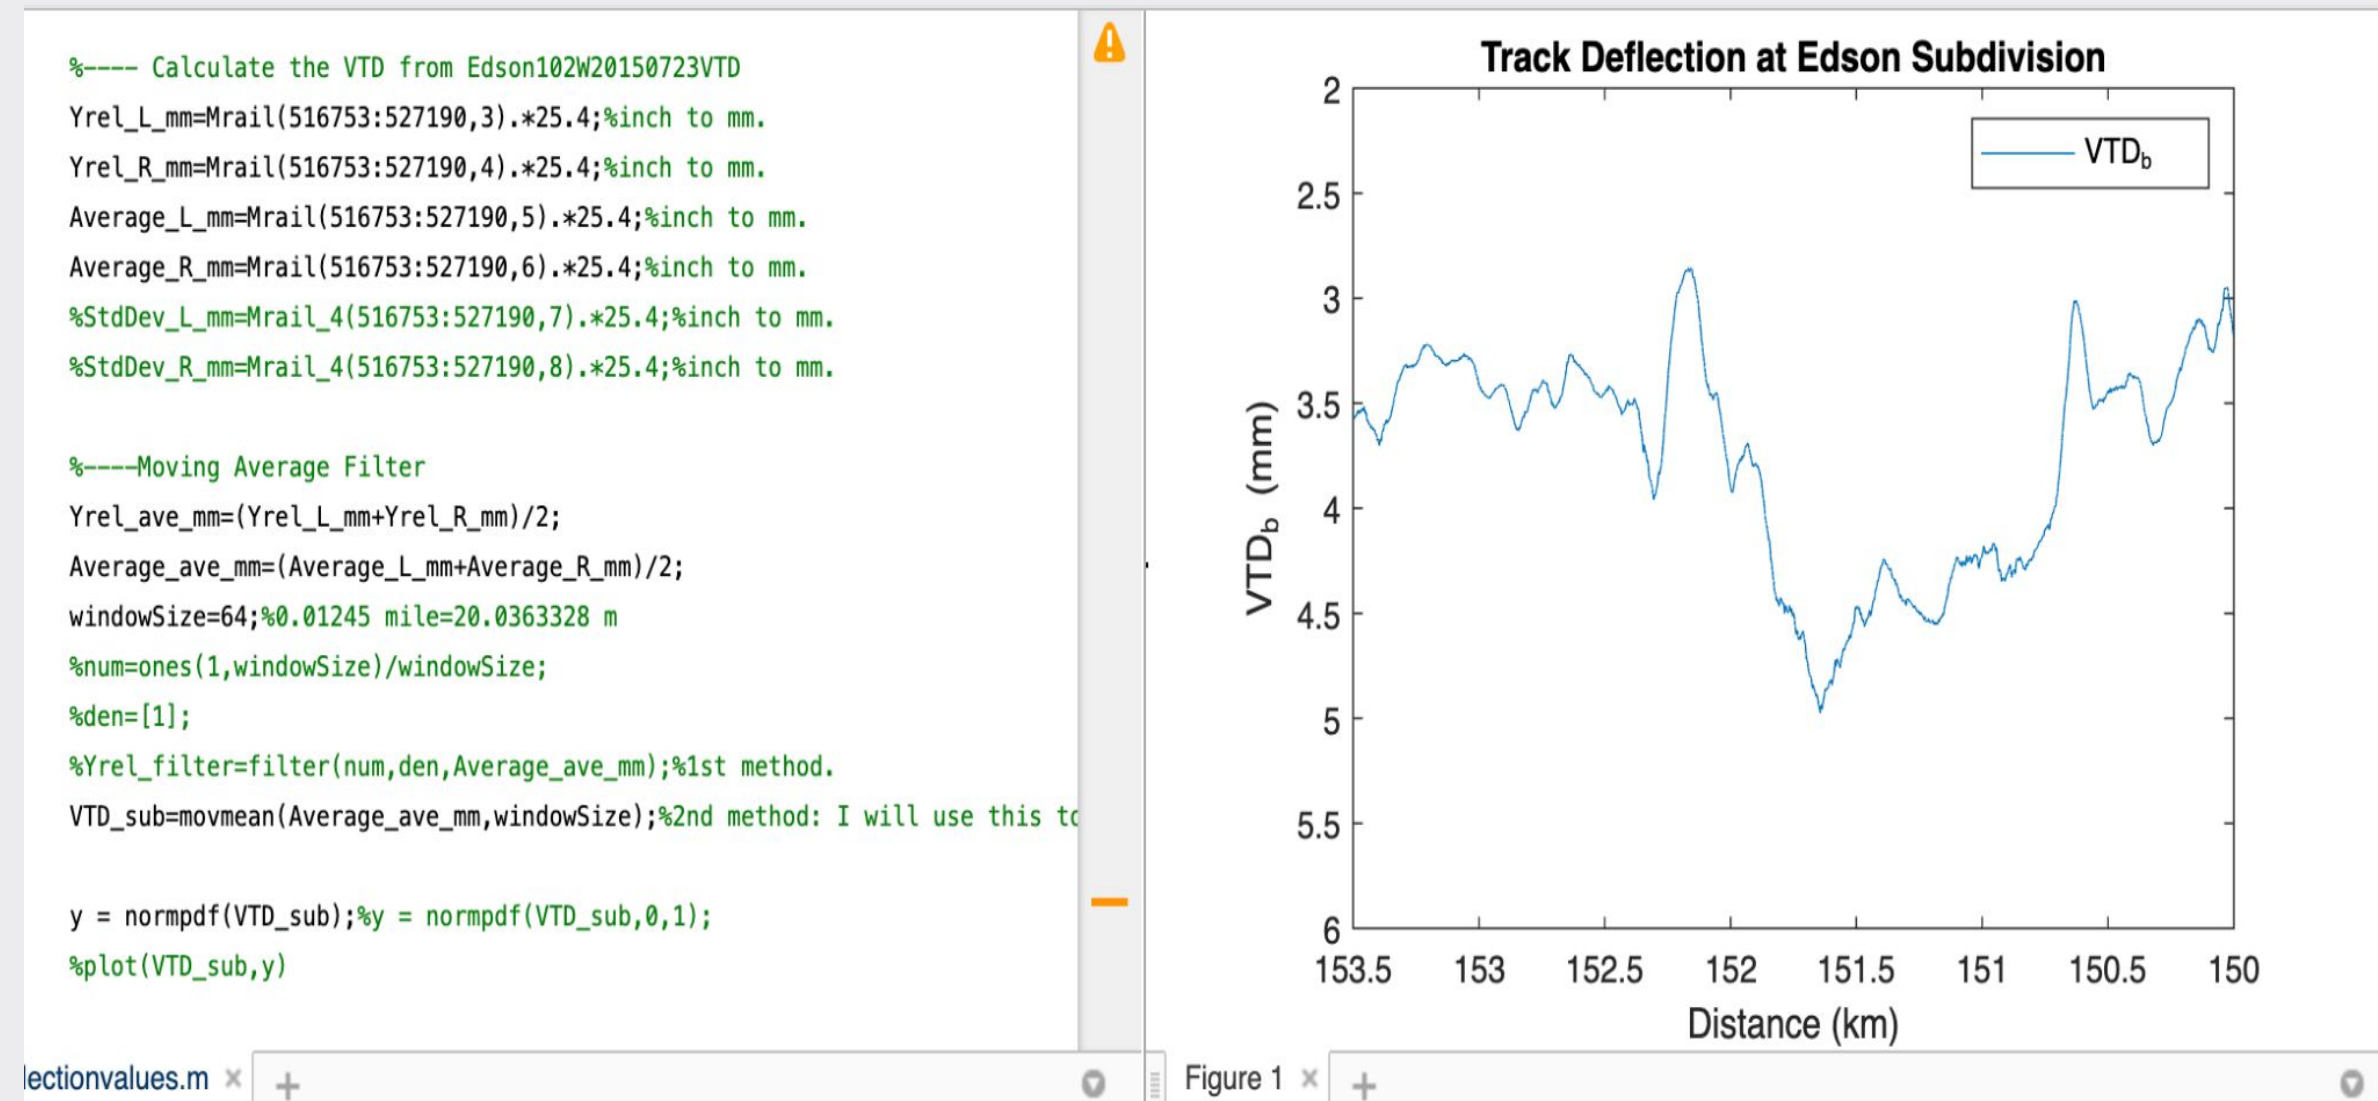 %---- Calculate the VTD from Edson102W20150723VTD
Yrel_L_mm=Mrail(516753:527190,3).*25.4;%inch to mm.
Yrel_R_mm=Mrail(516753:527190,4).*25.4;%inch to mm.
Average_L_mm=Mrail(516753:527190,5).*25.4;%inch to mm.
Average_R_mm=Mrail(516753:527190,6).*25.4;%inch to mm.
%StdDev_L_mm=Mrail_4(516753:527190,7).*25.4;%inch to mm.
%StdDev_R_mm=Mrail_4(516753:527190,8).*25.4;%inch to mm.
%----Moving Average Filter
Yrel_ave_mm=(Yrel_L_mm+Yrel_R_mm)/2;
Average_ave_mm=(Average_L_mm+Average_R_mm)/2;
windowSize=64;%0.01245 mile=20.0363328 m
%num=ones(1,windowSize)/windowSize;
%den=[1];
%Yrel_filter=filter(num,den,Average_ave_mm);%1st method.
VTD_sub=movmean(Average_ave_mm,windowSize);%2nd method: I will use this to
y = normpdf(VTD_sub);%y = normpdf(VTD_sub,0,1);
%plot(VTD_sub,y)
lectionvalues.m × +
Track Deflection at Edson Subdivision
VTDb
2
2.5
3
3.5
4
4.5
5
5.5
6
VTDb (mm)
153.5 153 152.5 152 151.5 151 150.5 150
Distance (km)
Figure 1 × +